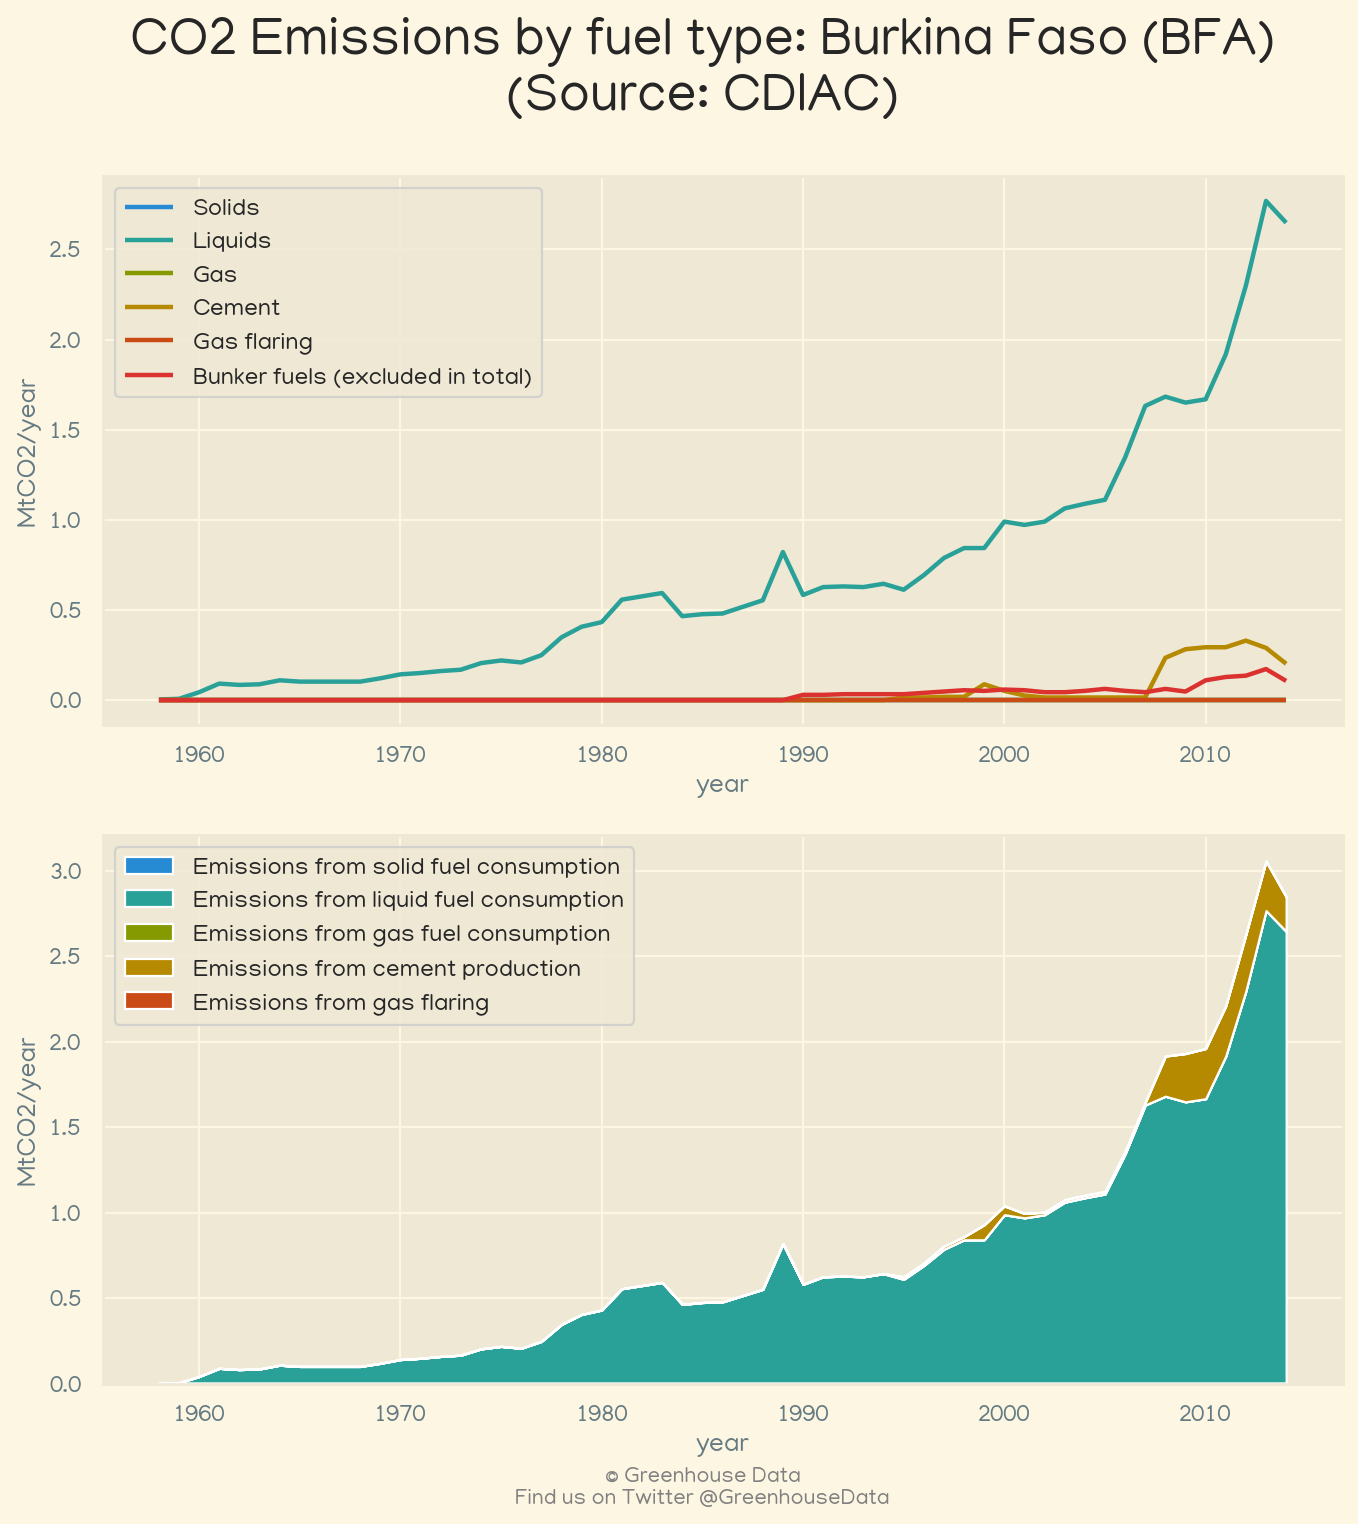 CO2 Emissions by fuel type: Burkina Faso (BFA)
(Source: CDIAC)
Solids
Liquids
Gas
Cement
Gas flaring
Bunker fuels (excluded in total)
MtCO2/year
2.5
2.0
1.5
1.0
0.5
0.0
1960 1970 1980 1990 2000 2010
year
Emissions from solid fuel consumption
Emissions from liquid fuel consumption
Emissions from gas fuel consumption
Emissions from cement production
Emissions from gas flaring
MtCO2/year
3.0
2.5
2.0
1.5
1.0
0.5
0.0
1960 1970 1980 1990 2000 2010
year
© Greenhouse Data
Find us on Twitter @GreenhouseData